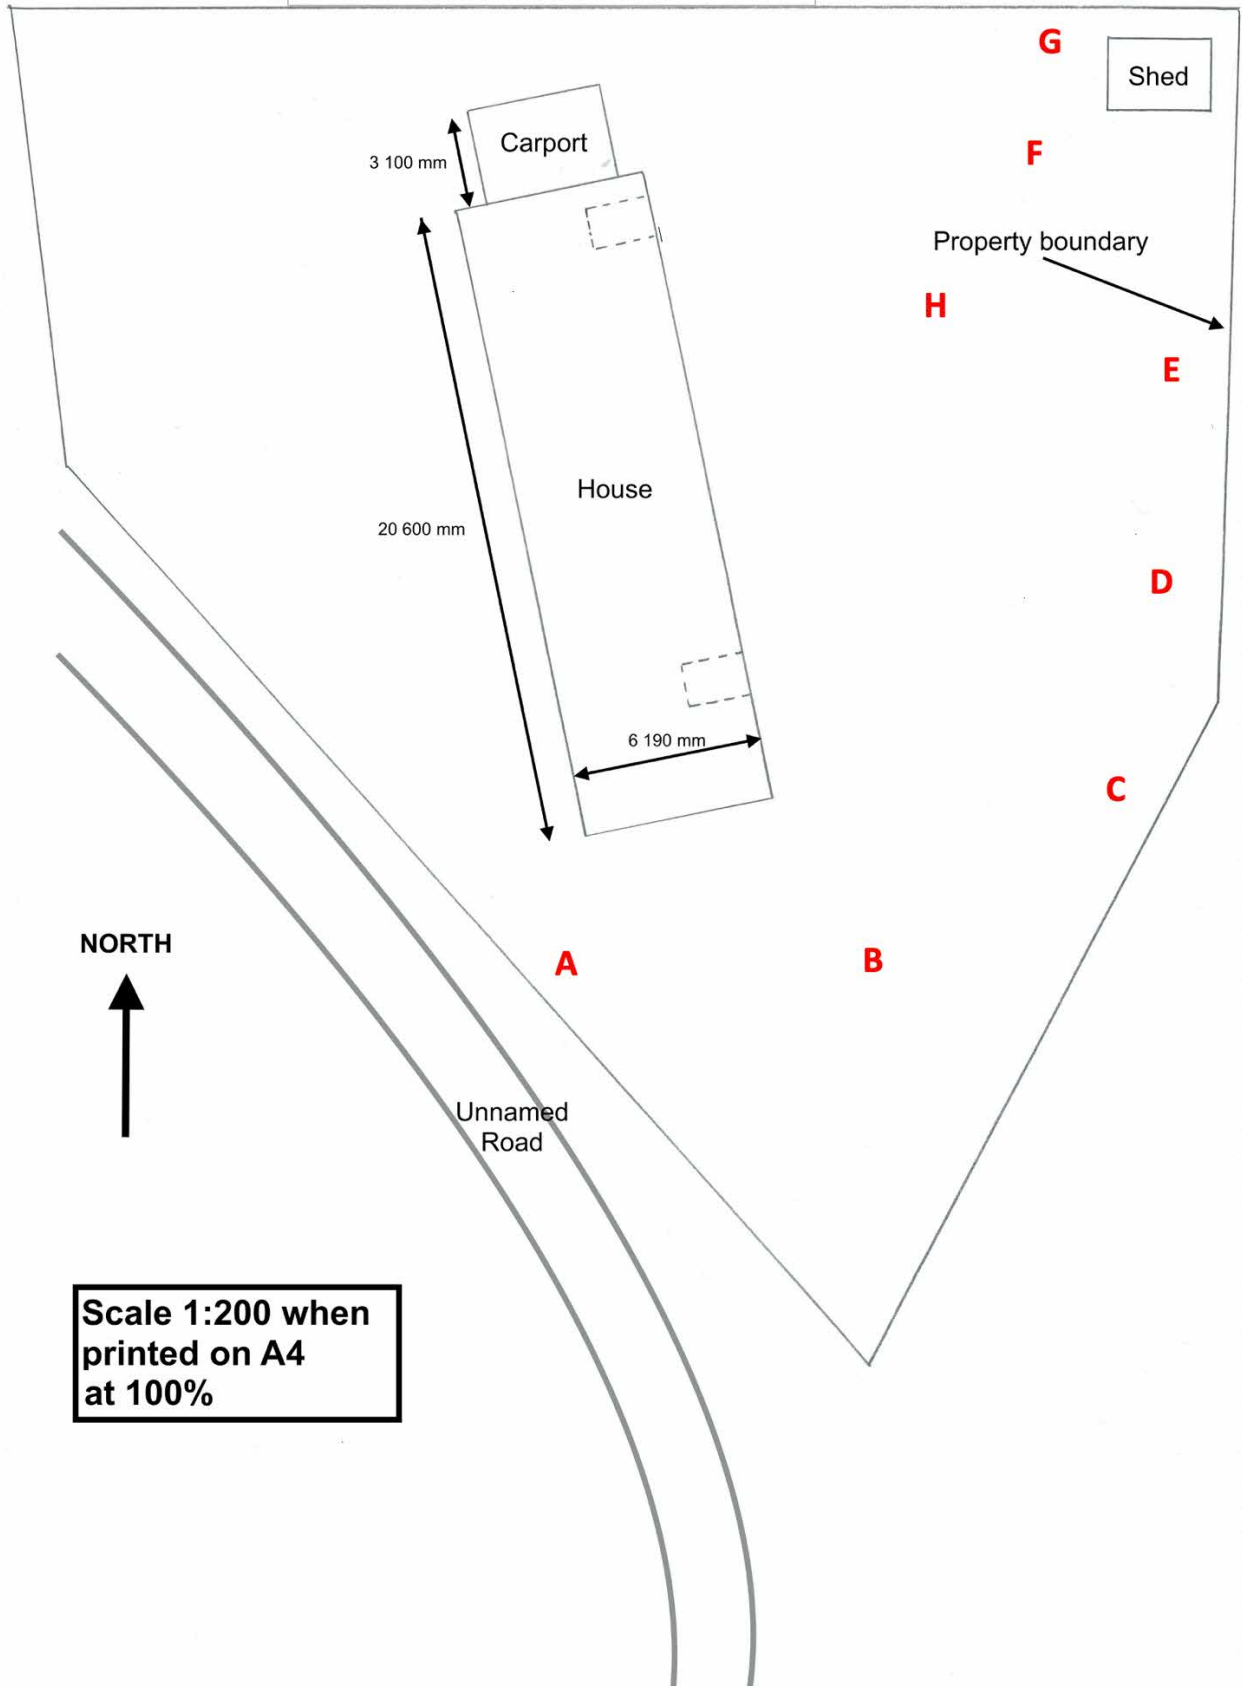 G
Shed
Carport
3 100 mm
F
Property boundary
H
E
House
20 600 mm
D
6 190 mm
C
NORTH
A
B
Unnamed
Road
Scale 1:200 when
printed on A4
at 100%